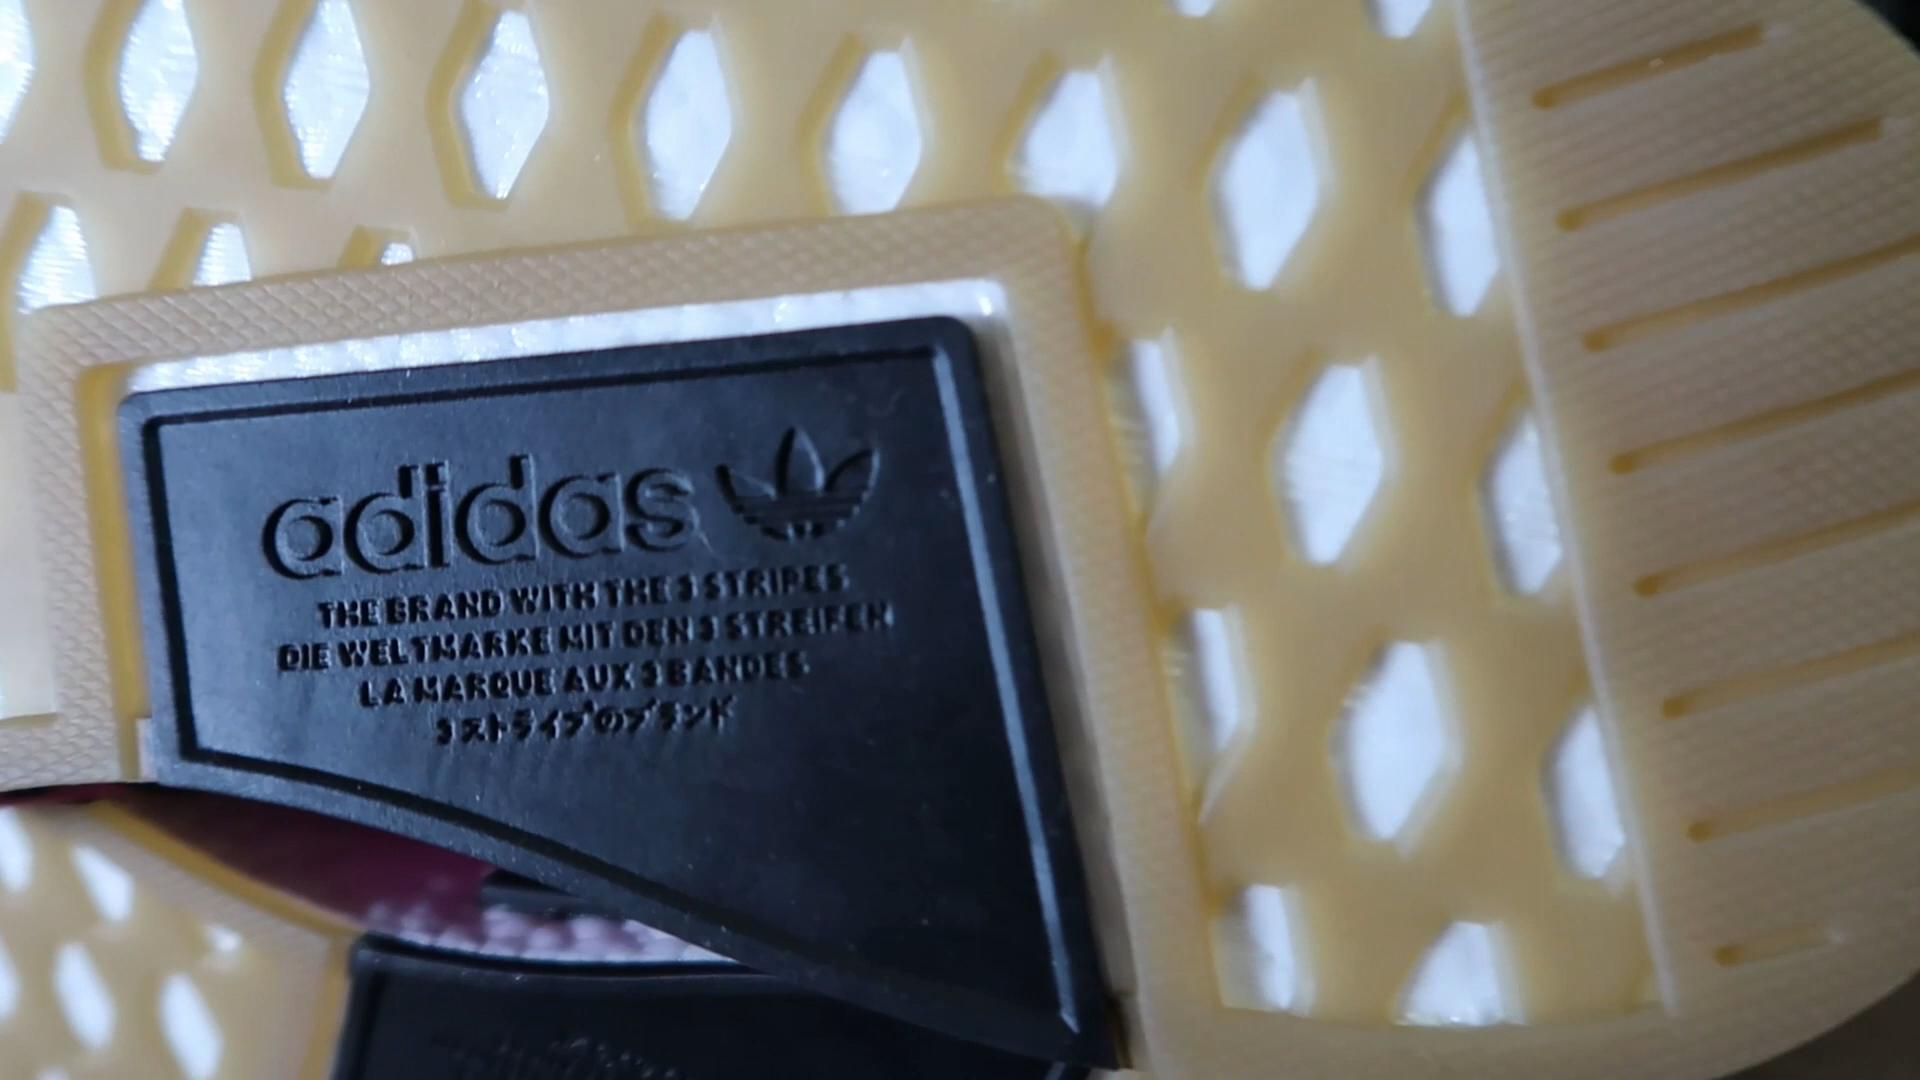 adidas
THE BRAND WITH THE 3 STRIPES
DIE WELTMARKE MIT DEN 3 STREIFEN
LA MARQUE AUX 3 BANDES
3ストライプのブランド